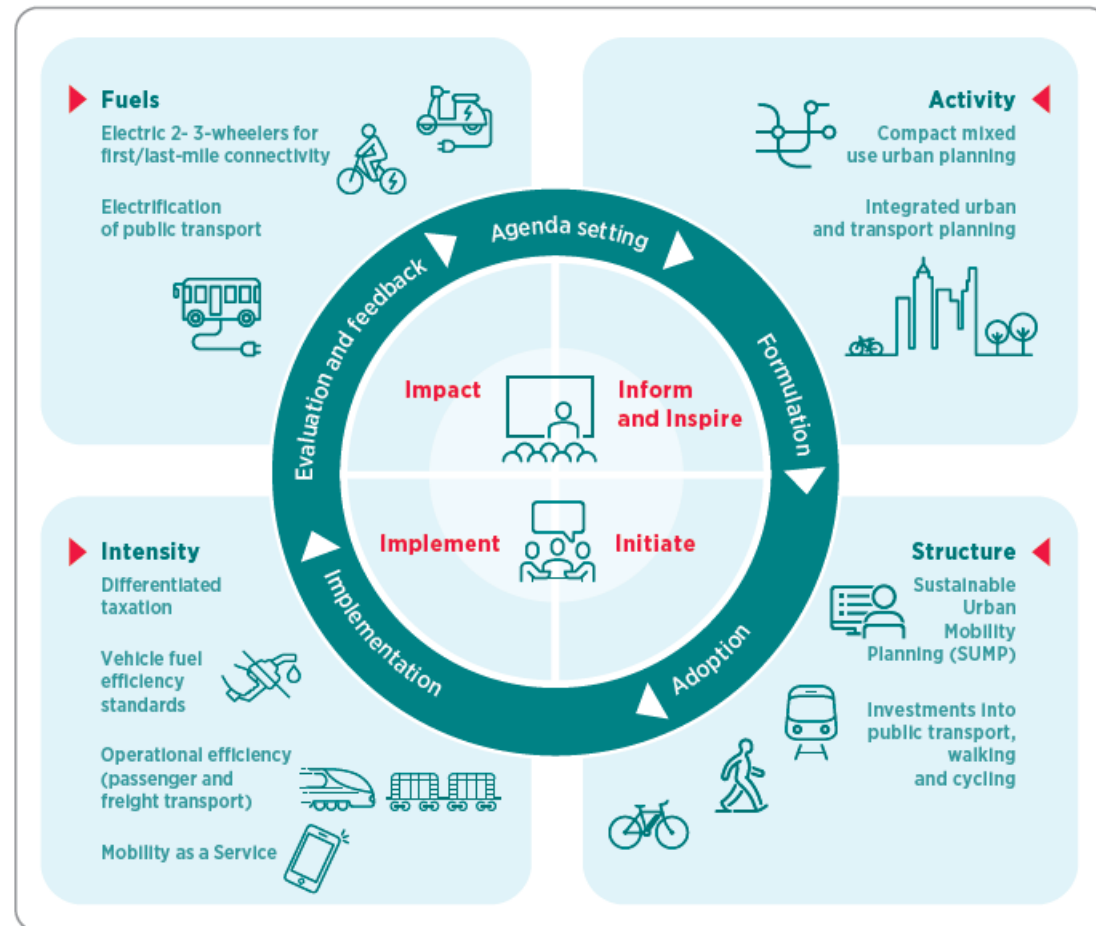 Fuels
Electric 2- 3-wheelers for
first/last-mile connectivity
Electrification
of public transport
Activity
Compact mixed
use urban planning
Integrated urban
and transport planning
Agenda setting
Formulation
Adoption
Implementation
Evaluation and feedback
Impact
Inform
and Inspire
Implement
Initiate
Intensity
Differentiated
taxation
Vehicle fuel
efficiency
standards
Operational efficiency
(passenger and
freight transport)
Mobility as a Service
Structure
Sustainable
Urban
Mobility
Planning (SUMP)
Investments into
public transport,
walking
and cycling